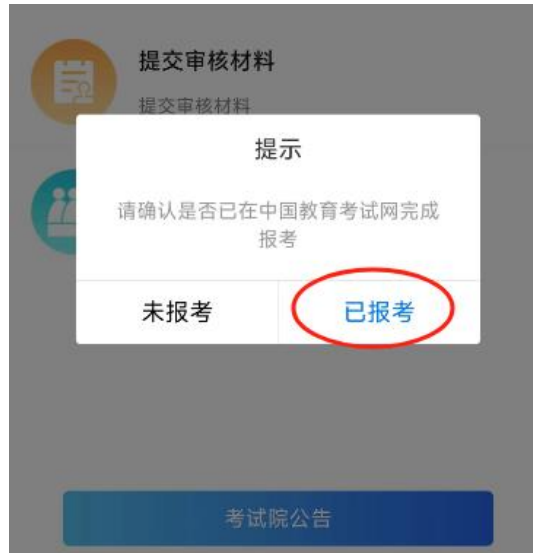 提交审核材料
提交审核材料
提示
请确认是否已在中国教育考试网完成
报考
未报考
已报考
考试院公告